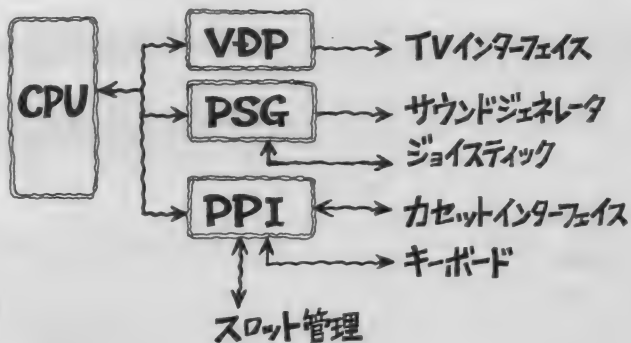 CPU
VDP
TVインターフェイス
PSG
サウンドジェネレータ
ジョイスティック
PPI
カセットインターフェイス
キーボード
スロット管理